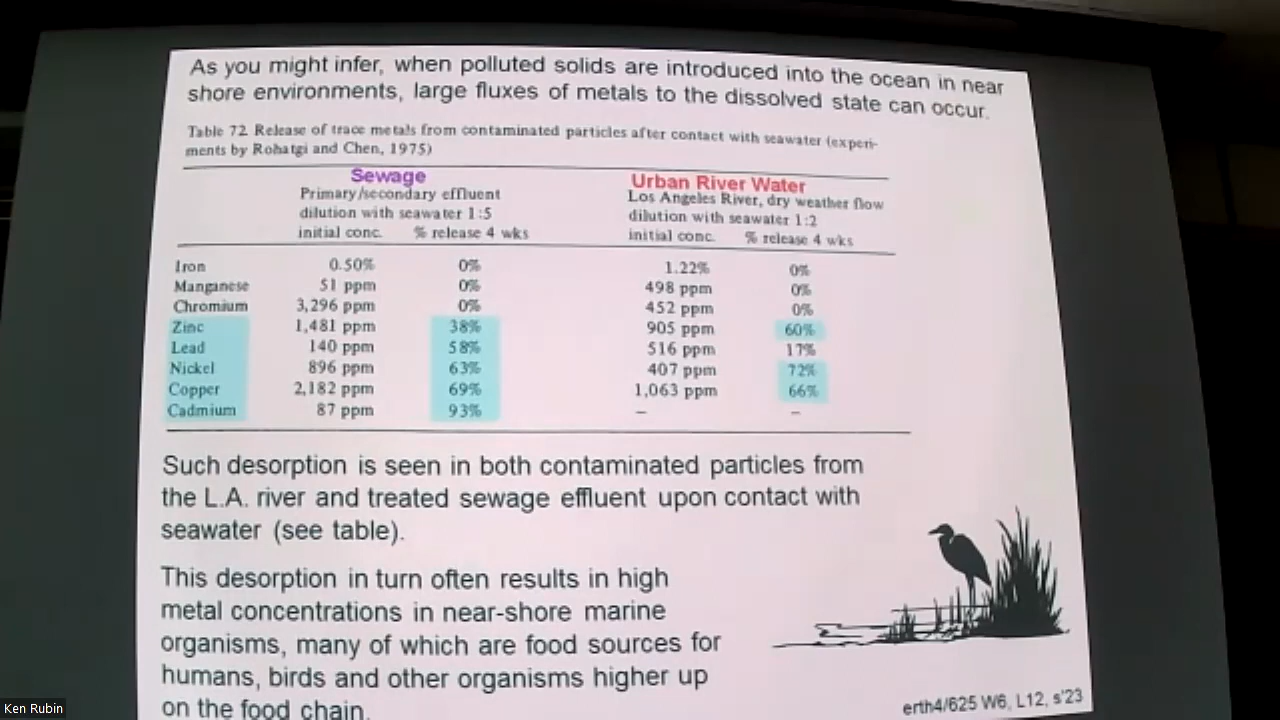 As you might infer, when polluted solids are introduced into the ocean in near
shore environments, large fluxes of metals to the dissolved state can occur.
Table 72 Release of trace metals from contaminated particles after contact with seawater (experi-
ments by Rohatgi and Chen, 1975)
Sewage Urban River Water
Primary/secondary effluent Los Angeles River, dry weather flow
dilution with seawater 1:5 dilution with seawater 1:2
initial conc. % release 4 wks initial conc. % release 4 wks
Iron 0.50% 0% 1.22% 0%
Manganese 51 ppm 0% 498 ppm 0%
Chromium 3,296 ppm 0% 452 ppm 0%
Zinc 1,481 ppm 38% 905 ppm 60%
Lead 140 ppm 58% 516 ppm 17%
Nickel 896 ppm 63% 407 ppm 72%
Copper 2,182 ppm 69% 1,063 ppm 66%
Cadmium 87 ppm 93% – –
Such desorption is seen in both contaminated particles from
the L.A. river and treated sewage effluent upon contact with
seawater (see table).
This desorption in turn often results in high
metal concentrations in near-shore marine
organisms, many of which are food sources for
humans, birds and other organisms higher up
on the food chain.
erth4/625 W6, L12, s'23
Ken Rubin